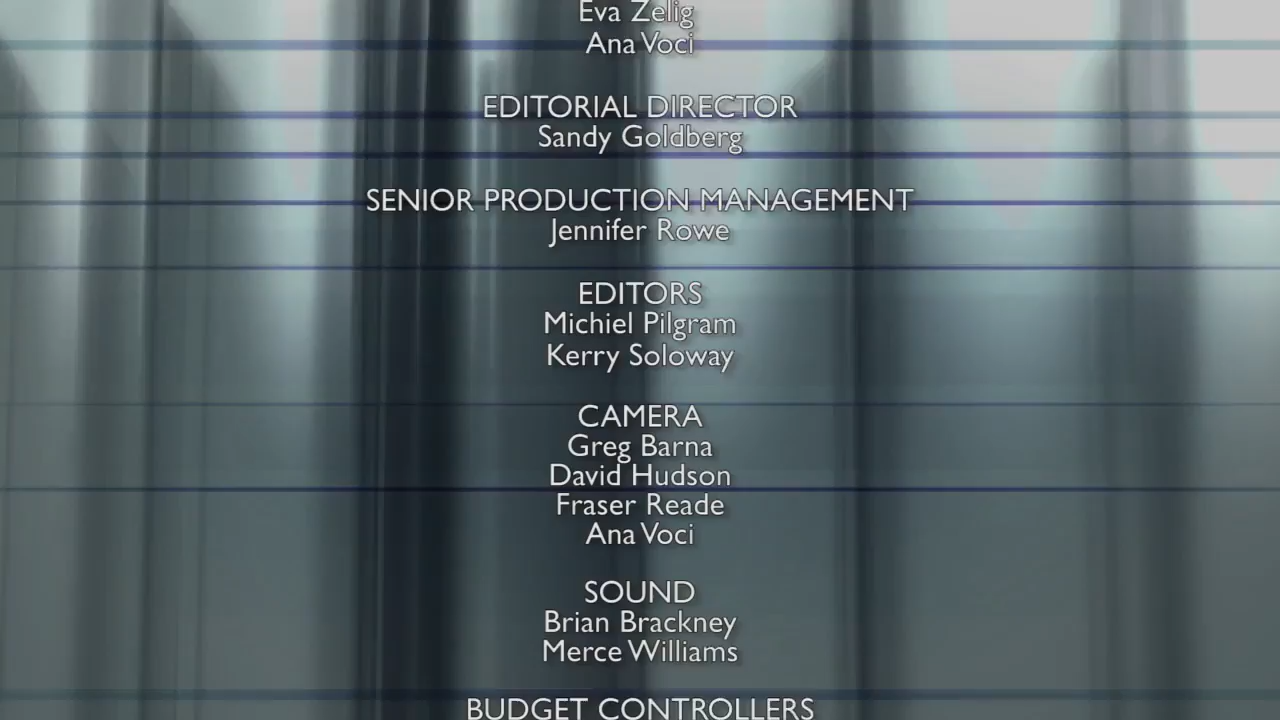 Eva Zelig
Ana Voci
EDITORIAL DIRECTOR
Sandy Goldberg
SENIOR PRODUCTION MANAGEMENT
Jennifer Rowe
EDITORS
Michiel Pilgram
Kerry Soloway
CAMERA
Greg Barna
David Hudson
Fraser Reade
Ana Voci
SOUND
Brian Brackney
Merce Williams
BUDGET CONTROLLERS